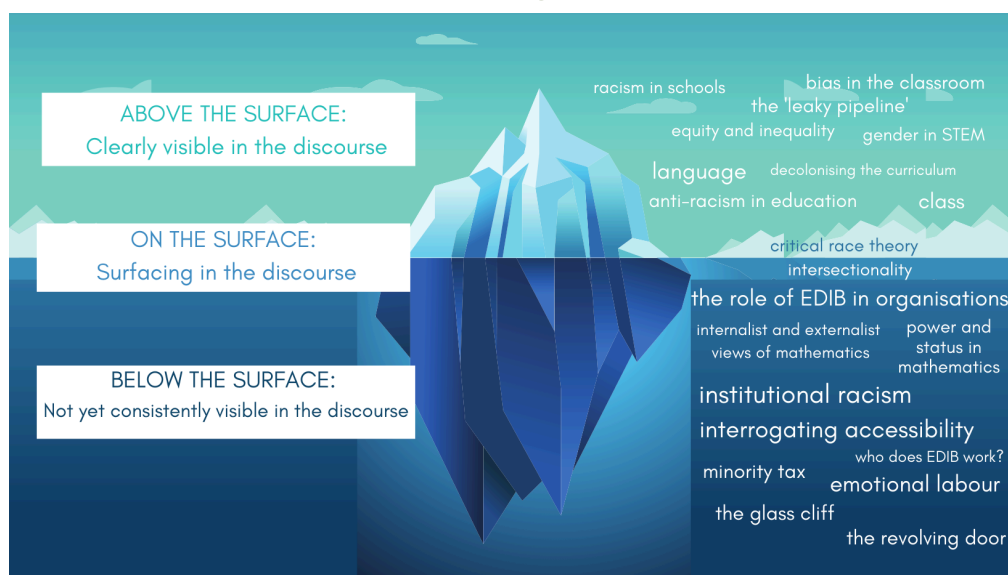 ABOVE THE SURFACE:
Clearly visible in the discourse
ON THE SURFACE:
Surfacing in the discourse
BELOW THE SURFACE:
Not yet consistently visible in the discourse
racism in schools
bias in the classroom
the 'leaky pipeline'
equity and inequality
gender in STEM
language
decolonising the curriculum
anti-racism in education
class
critical race theory
intersectionality
the role of EDIB in organisations
internalist and externalist
views of mathematics
power and
status in
mathematics
institutional racism
interrogating accessibility
who does EDIB work?
minority tax
emotional labour
the glass cliff
the revolving door